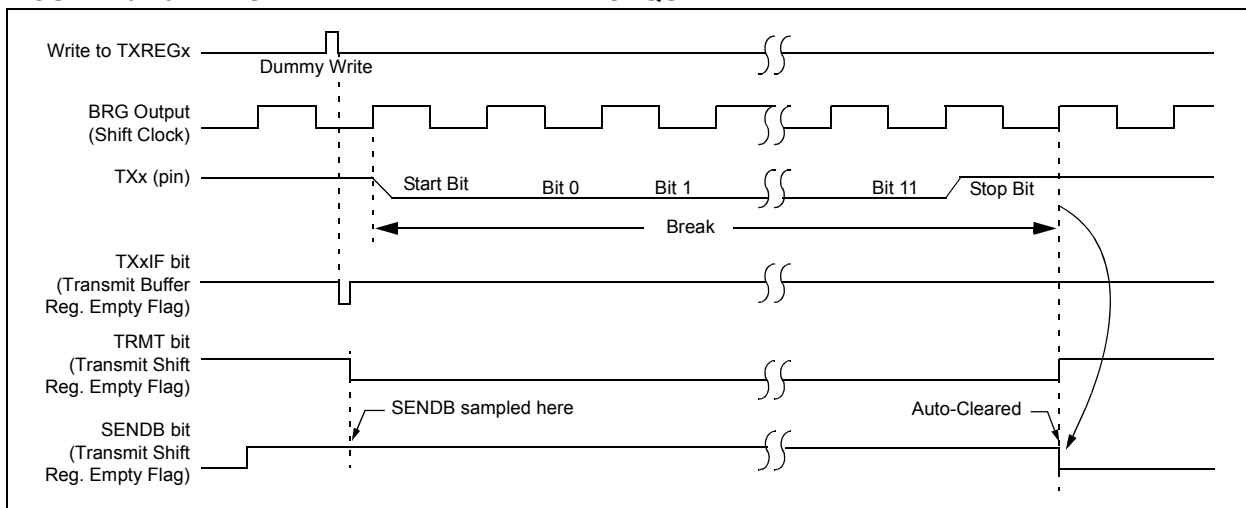 Write to TXREGx
Dummy Write
BRG Output
(Shift Clock)
TXx (pin)
Start Bit
Bit 0
Bit 1
Bit 11
Stop Bit
Break
TXxIF bit
(Transmit Buffer
Reg. Empty Flag)
TRMT bit
(Transmit Shift
Reg. Empty Flag)
SENDB sampled here
Auto-Cleared
SENDB bit
(Transmit Shift
Reg. Empty Flag)